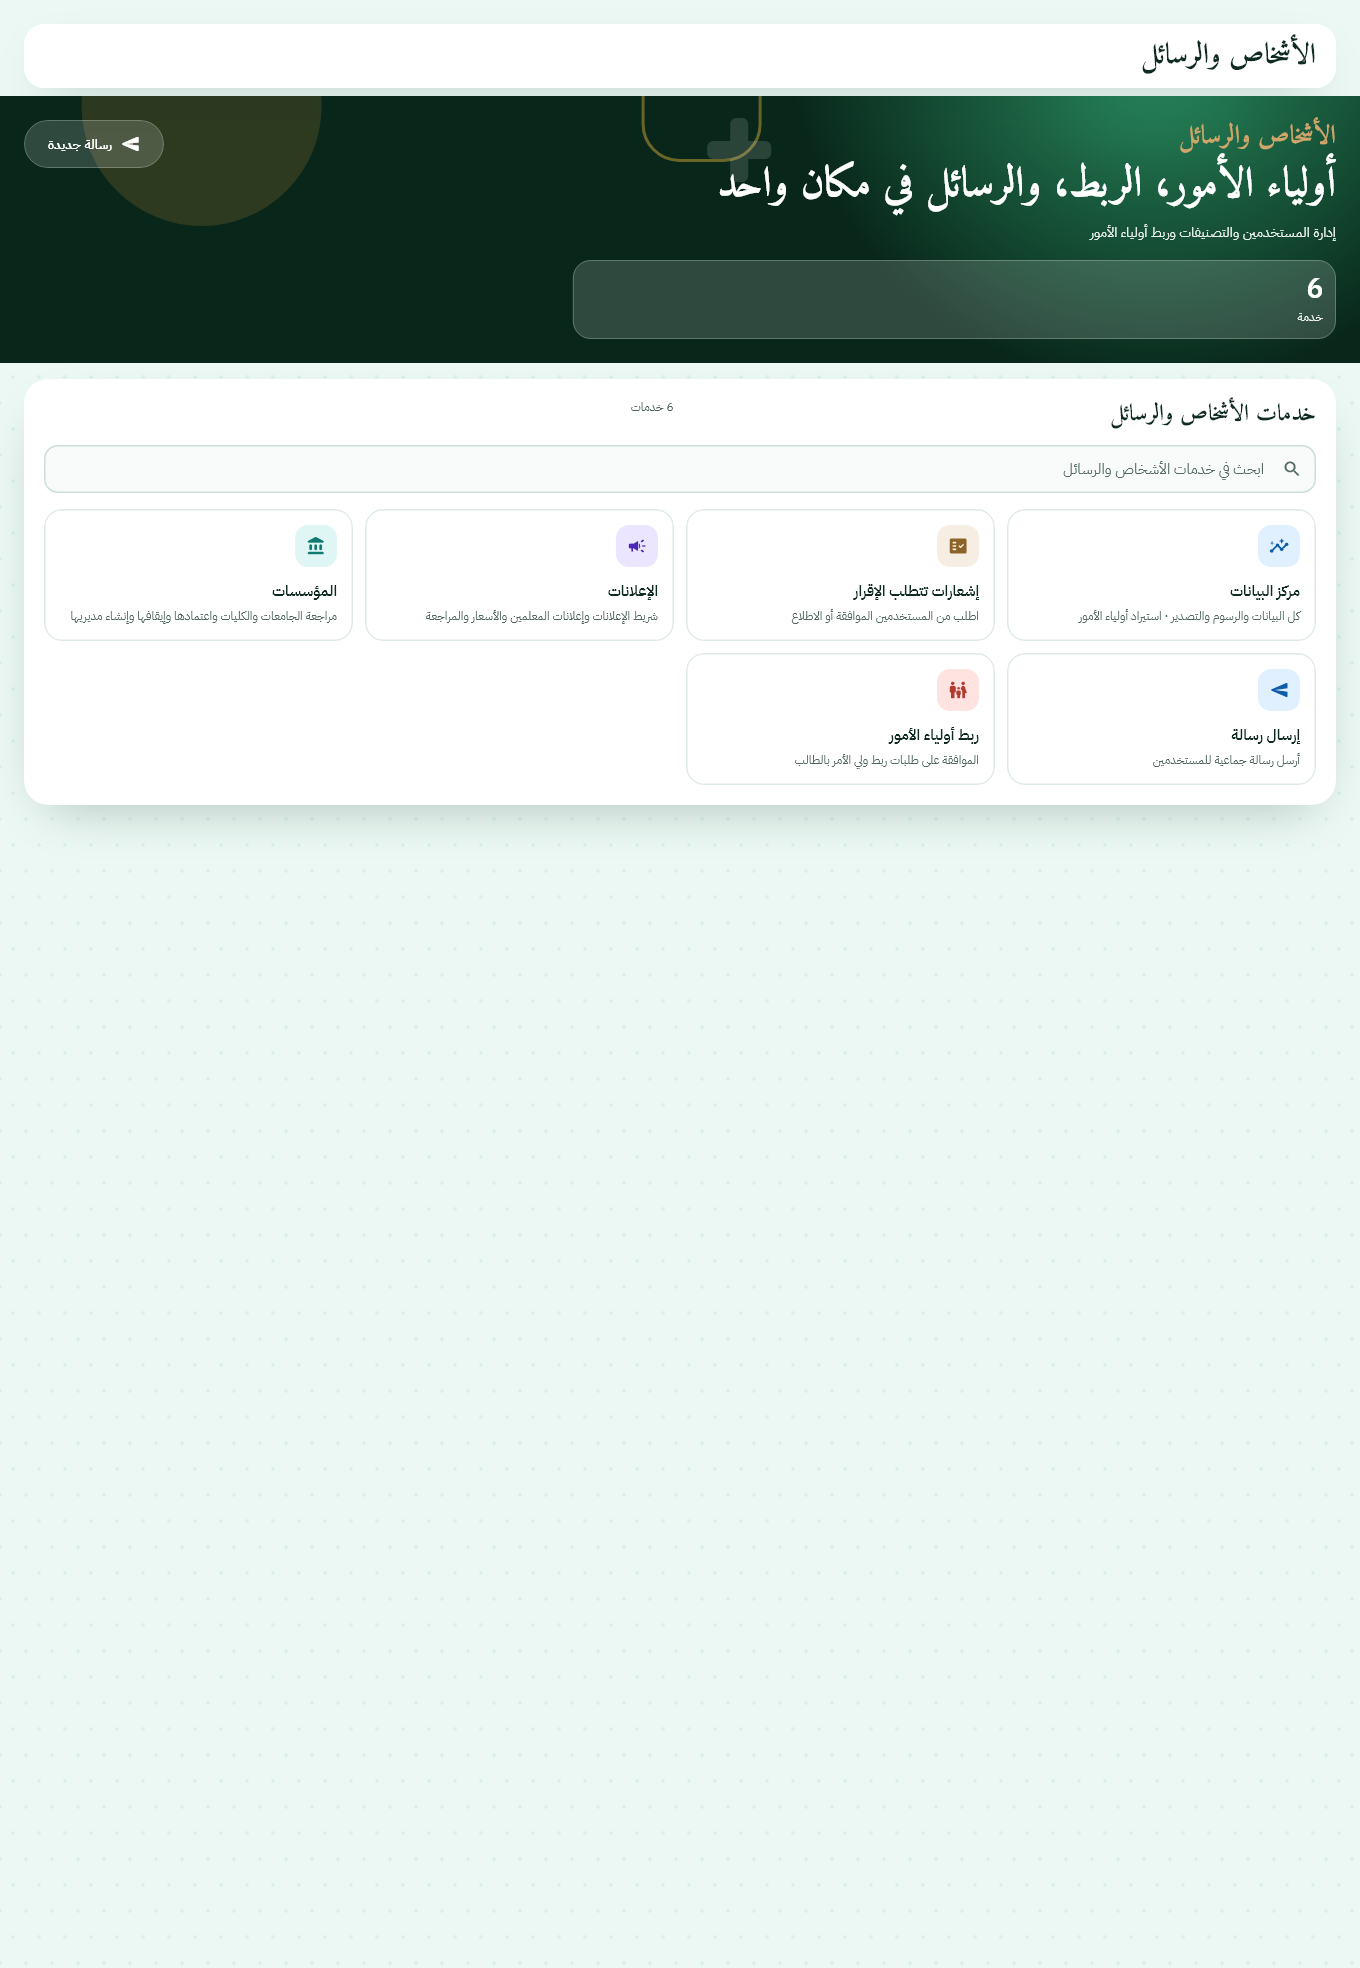 الأشخاص والرسائل
الأشخاص والرسائل
أولياء الأمور، الربط، والرسائل في مكان واحد
إدارة المستخدمين والتصنيفات وربط أولياء الأمور
رسالة جديدة
6
خدمة
خدمات الأشخاص والرسائل
6 خدمات
ابحث في خدمات الأشخاص والرسائل
مركز البيانات
كل البيانات والرسوم والتصدير · استيراد أولياء الأمور
إشعارات تتطلب الإقرار
اطلب من المستخدمين الموافقة أو الاطلاع
الإعلانات
شريط الإعلانات وإعلانات المعلمين والأسعار والمراجعة
المؤسسات
مراجعة الجامعات والكليات واعتمادها وإيقافها وإنشاء مديريها
إرسال رسالة
أرسل رسالة جماعية للمستخدمين
ربط أولياء الأمور
الموافقة على طلبات ربط ولي الأمر بالطالب